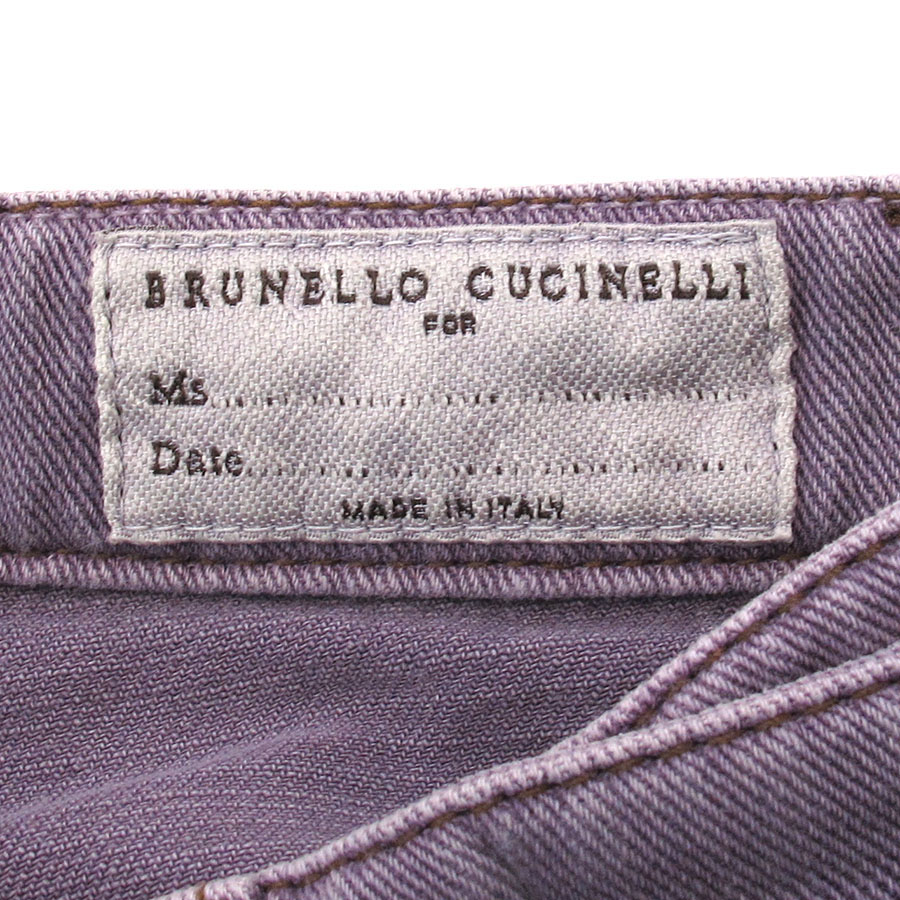 BRUNELLO CUCINELLI
FOR
Ms..............................
Date..............................
MADE IN ITALY